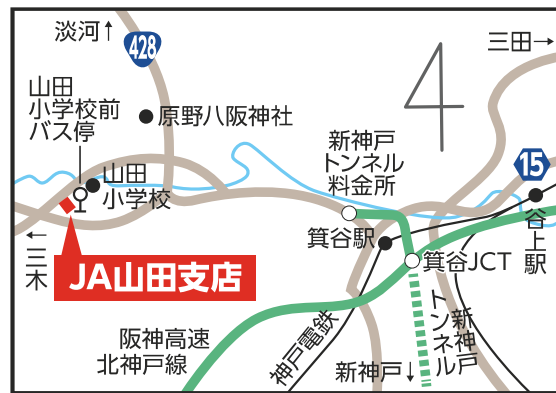 淡河↑
428
三田→
山田
小学校前
バス停
原野八阪神社
新神戸
トンネル
料金所
15
山田
小学校
←三木
箕谷駅
箕谷JCT
谷上駅
JA山田支店
新神戸
トンネル
阪神高速
北神戸線
神戸電鉄
新神戸↓